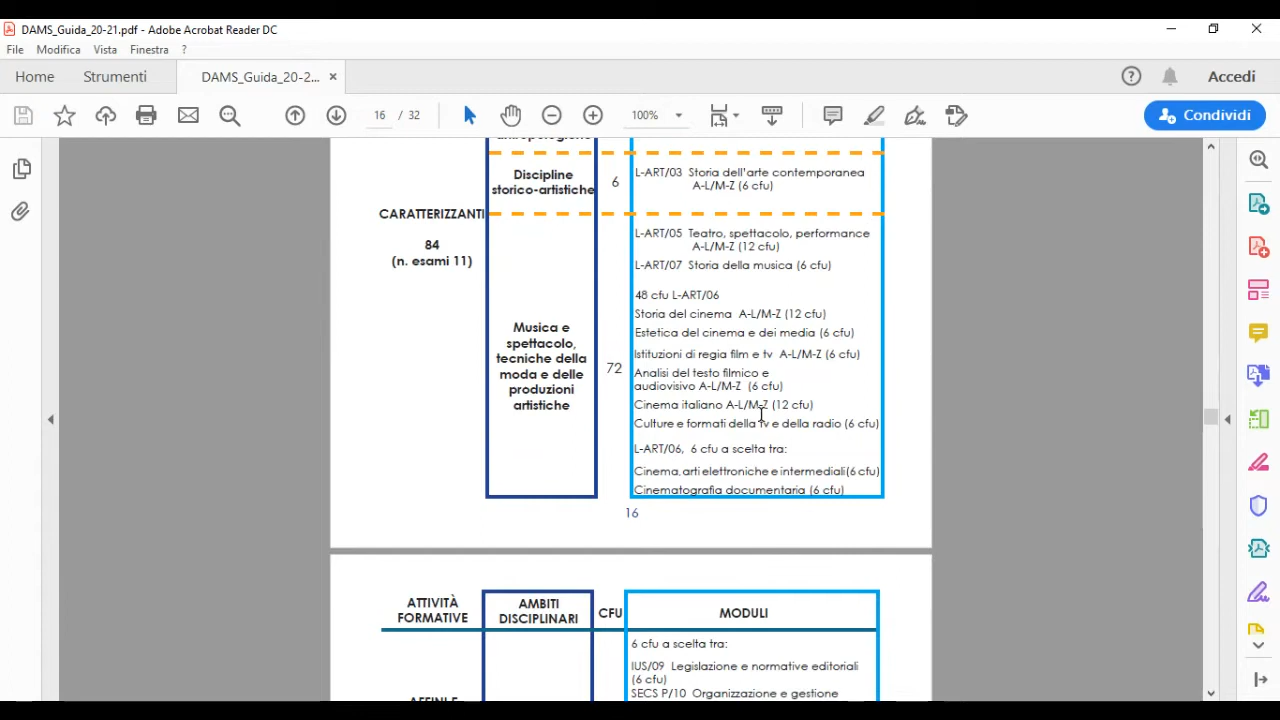 DAMS_Guida_20-21.pdf - Adobe Acrobat Reader DC
File Modifica Vista Finestra ?
Home Strumenti DAMS_Guida_20-2... × Accedi
16 / 32 100% Condividi
Discipline
storico-artistiche
6
L-ART/03 Storia dell'arte contemporanea
A-L/M-Z (6 cfu)
CARATTERIZZANTI
84
(n. esami 11)
Musica e
spettacolo,
tecniche della
moda e delle
produzioni
artistiche
72
L-ART/05 Teatro, spettacolo, performance
A-L/M-Z (12 cfu)
L-ART/07 Storia della musica (6 cfu)
48 cfu L-ART/06
Storia del cinema A-L/M-Z (12 cfu)
Estetica del cinema e dei media (6 cfu)
Istituzioni di regia film e tv A-L/M-Z (6 cfu)
Analisi del testo filmico e
audiovisivo A-L/M-Z (6 cfu)
Cinema italiano A-L/M-Z (12 cfu)
Culture e formati della tv e della radio (6 cfu)
L-ART/06, 6 cfu a scelta tra:
Cinema, arti elettroniche e intermediali(6 cfu)
Cinematografia documentaria (6 cfu)
16
ATTIVITÀ
FORMATIVE
AMBITI
DISCIPLINARI
CFU
MODULI
6 cfu a scelta tra:
IUS/09 Legislazione e normative editoriali
(6 cfu)
SECS P/10 Organizzazione e gestione